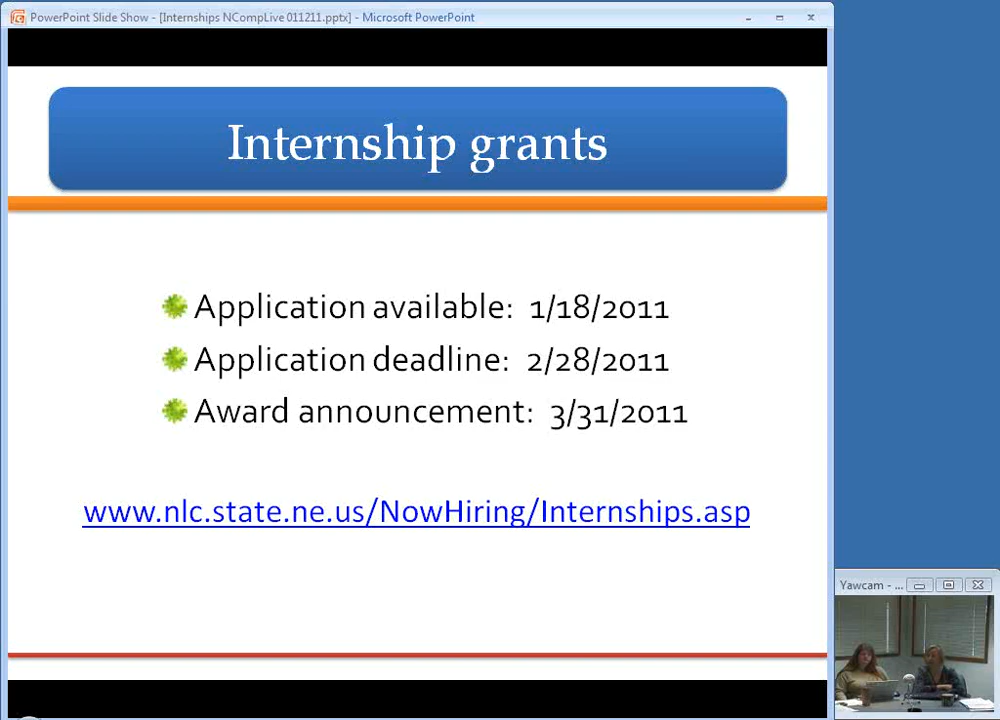 PowerPoint Slide Show - [Internships NCompLive 011211.pptx] - Microsoft PowerPoint
Internship grants
Application available: 1/18/2011
Application deadline: 2/28/2011
Award announcement: 3/31/2011
www.nlc.state.ne.us/NowHiring/Internships.asp
Yawcam - ...